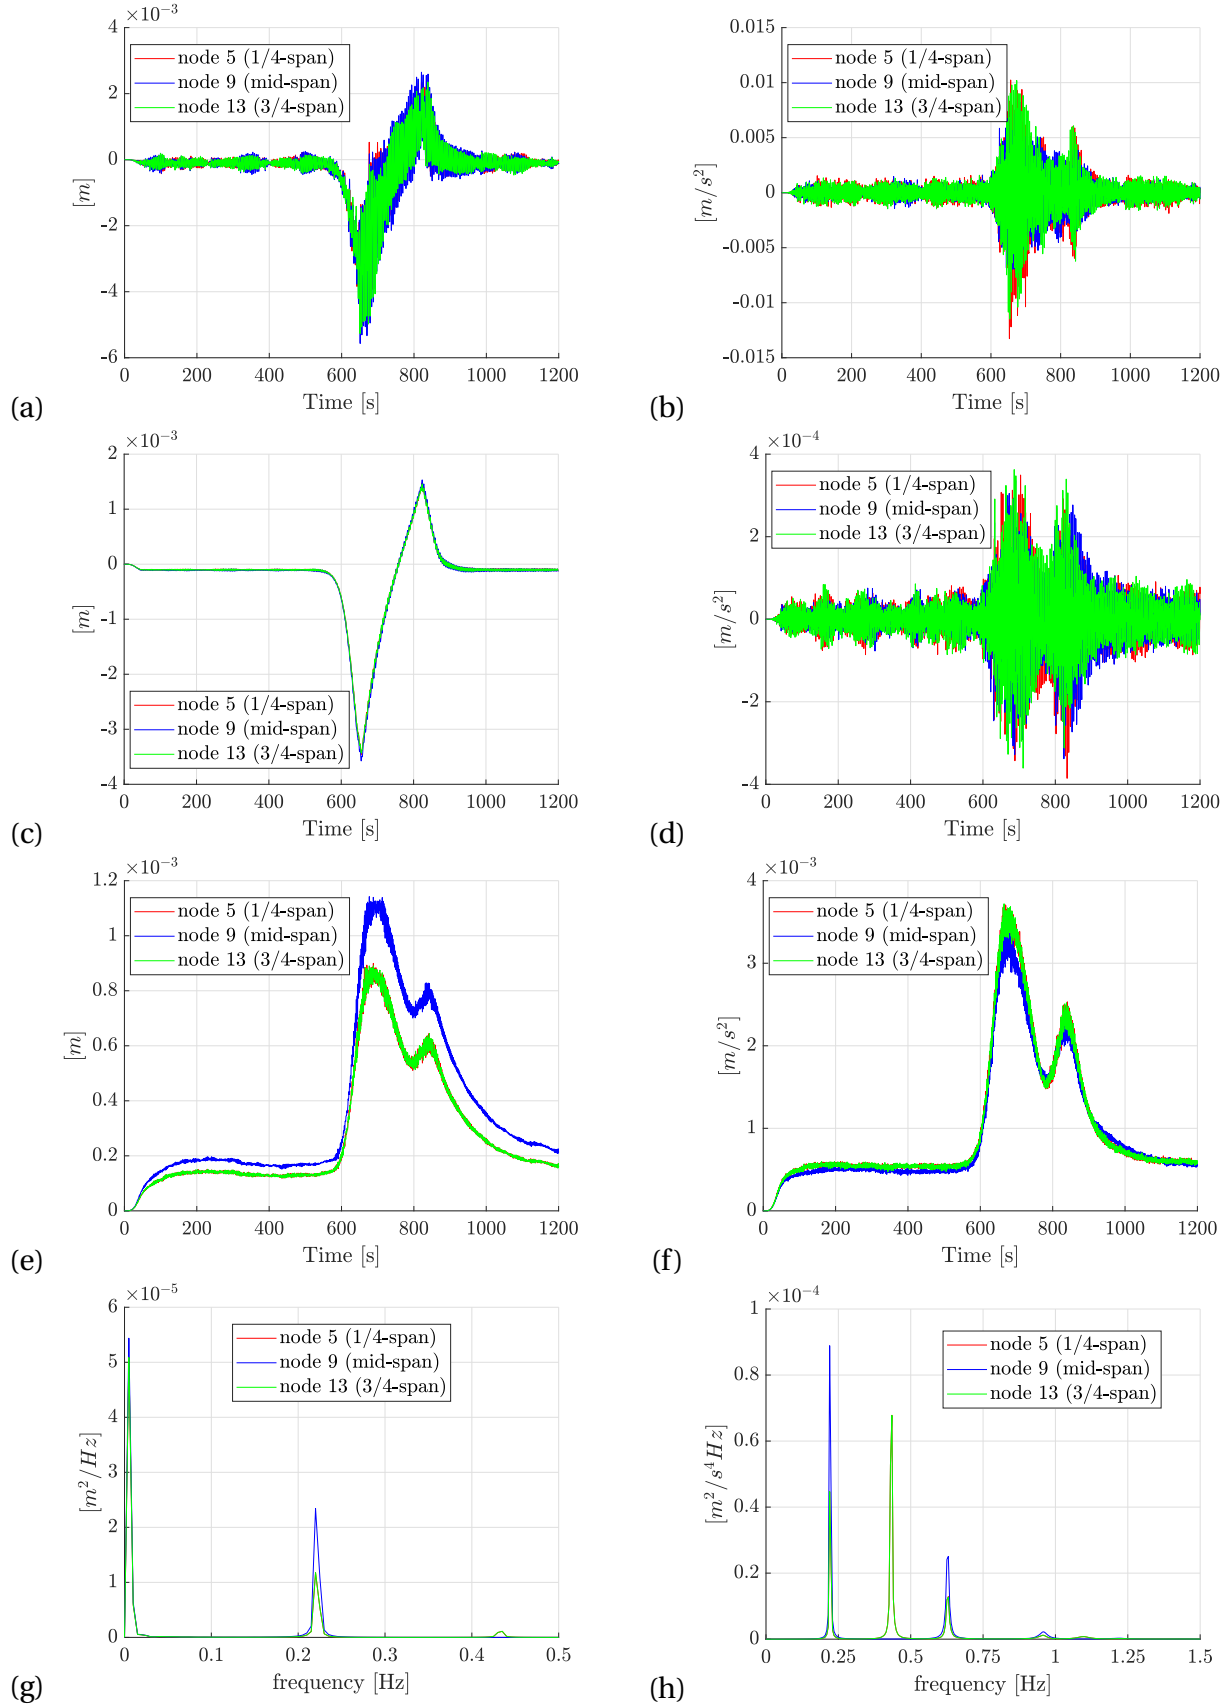 ×10⁻³
4
2
0
-2
-4
-6
[m]
node 5 (1/4-span)
node 9 (mid-span)
node 13 (3/4-span)
0 200 400 600 800 1000 1200
Time [s]
(a)
0.015
0.01
0.005
0
-0.005
-0.01
-0.015
[m/s²]
node 5 (1/4-span)
node 9 (mid-span)
node 13 (3/4-span)
0 200 400 600 800 1000 1200
Time [s]
(b)
×10⁻³
2
1
0
-1
-2
-3
-4
[m]
node 5 (1/4-span)
node 9 (mid-span)
node 13 (3/4-span)
0 200 400 600 800 1000 1200
Time [s]
(c)
×10⁻⁴
4
2
0
-2
-4
[m/s²]
node 5 (1/4-span)
node 9 (mid-span)
node 13 (3/4-span)
0 200 400 600 800 1000 1200
Time [s]
(d)
×10⁻³
1.2
1
0.8
0.6
0.4
0.2
0
[m]
node 5 (1/4-span)
node 9 (mid-span)
node 13 (3/4-span)
0 200 400 600 800 1000 1200
Time [s]
(e)
×10⁻³
4
3
2
1
0
[m/s²]
node 5 (1/4-span)
node 9 (mid-span)
node 13 (3/4-span)
0 200 400 600 800 1000 1200
Time [s]
(f)
×10⁻⁵
6
5
4
3
2
1
0
[m²/Hz]
node 5 (1/4-span)
node 9 (mid-span)
node 13 (3/4-span)
0 0.1 0.2 0.3 0.4 0.5
frequency [Hz]
(g)
×10⁻⁴
1
0.8
0.6
0.4
0.2
0
[m²/s⁴Hz]
node 5 (1/4-span)
node 9 (mid-span)
node 13 (3/4-span)
0 0.25 0.5 0.75 1 1.25 1.5
frequency [Hz]
(h)